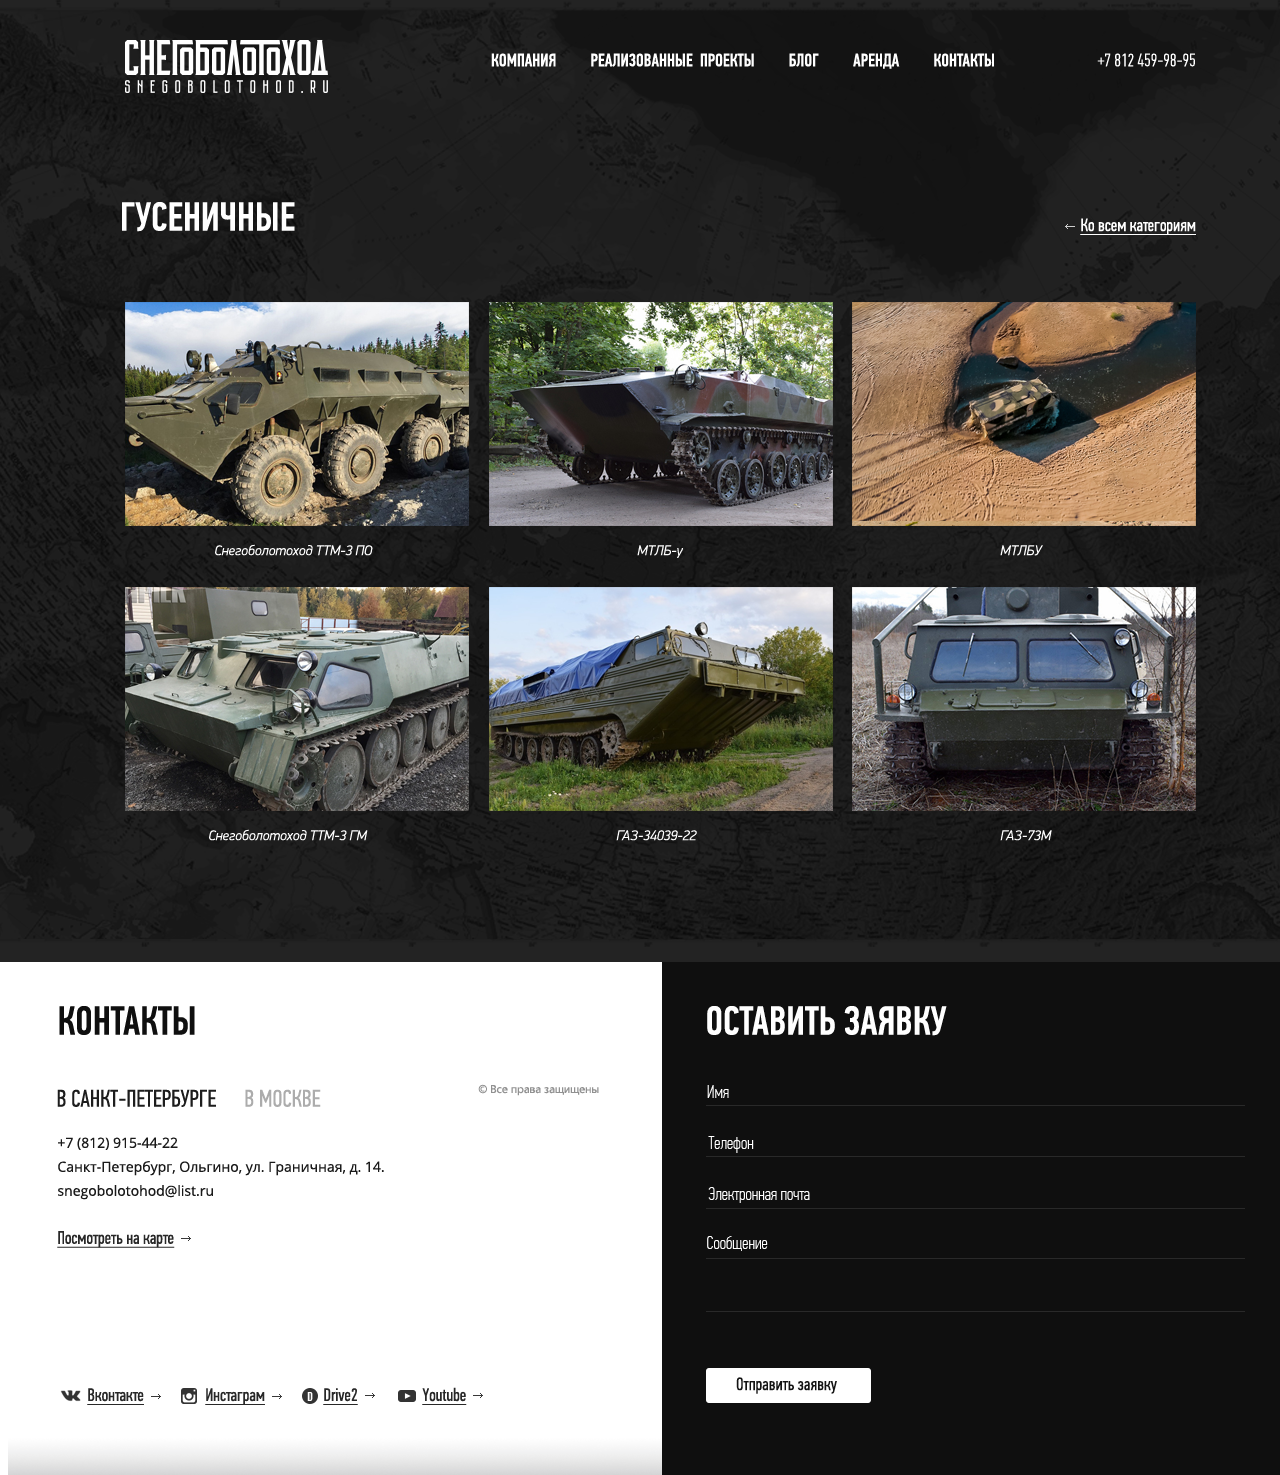 СНЕГОБОЛОТОХОД
SNEGOBOLOTOHOD.RU
КОМПАНИЯ РЕАЛИЗОВАННЫЕ ПРОЕКТЫ БЛОГ АРЕНДА КОНТАКТЫ +7 812 459-98-95
ГУСЕНИЧНЫЕ
← Ко всем категориям
Снегоболотоход ТТМ-3 ПО
МТЛБ-у
МТЛБУ
Снегоболотоход ТТМ-3 ГМ
ГАЗ-34039-22
ГАЗ-73М
КОНТАКТЫ
В САНКТ-ПЕТЕРБУРГЕ В МОСКВЕ
© Все права защищены
+7 (812) 915-44-22
Санкт-Петербург, Ольгино, ул. Граничная, д. 14.
snegobolotohod@list.ru
Посмотреть на карте →
Вконтакте → Инстаграм → Drive2 → Youtube →
ОСТАВИТЬ ЗАЯВКУ
Имя
Телефон
Электронная почта
Сообщение
Отправить заявку